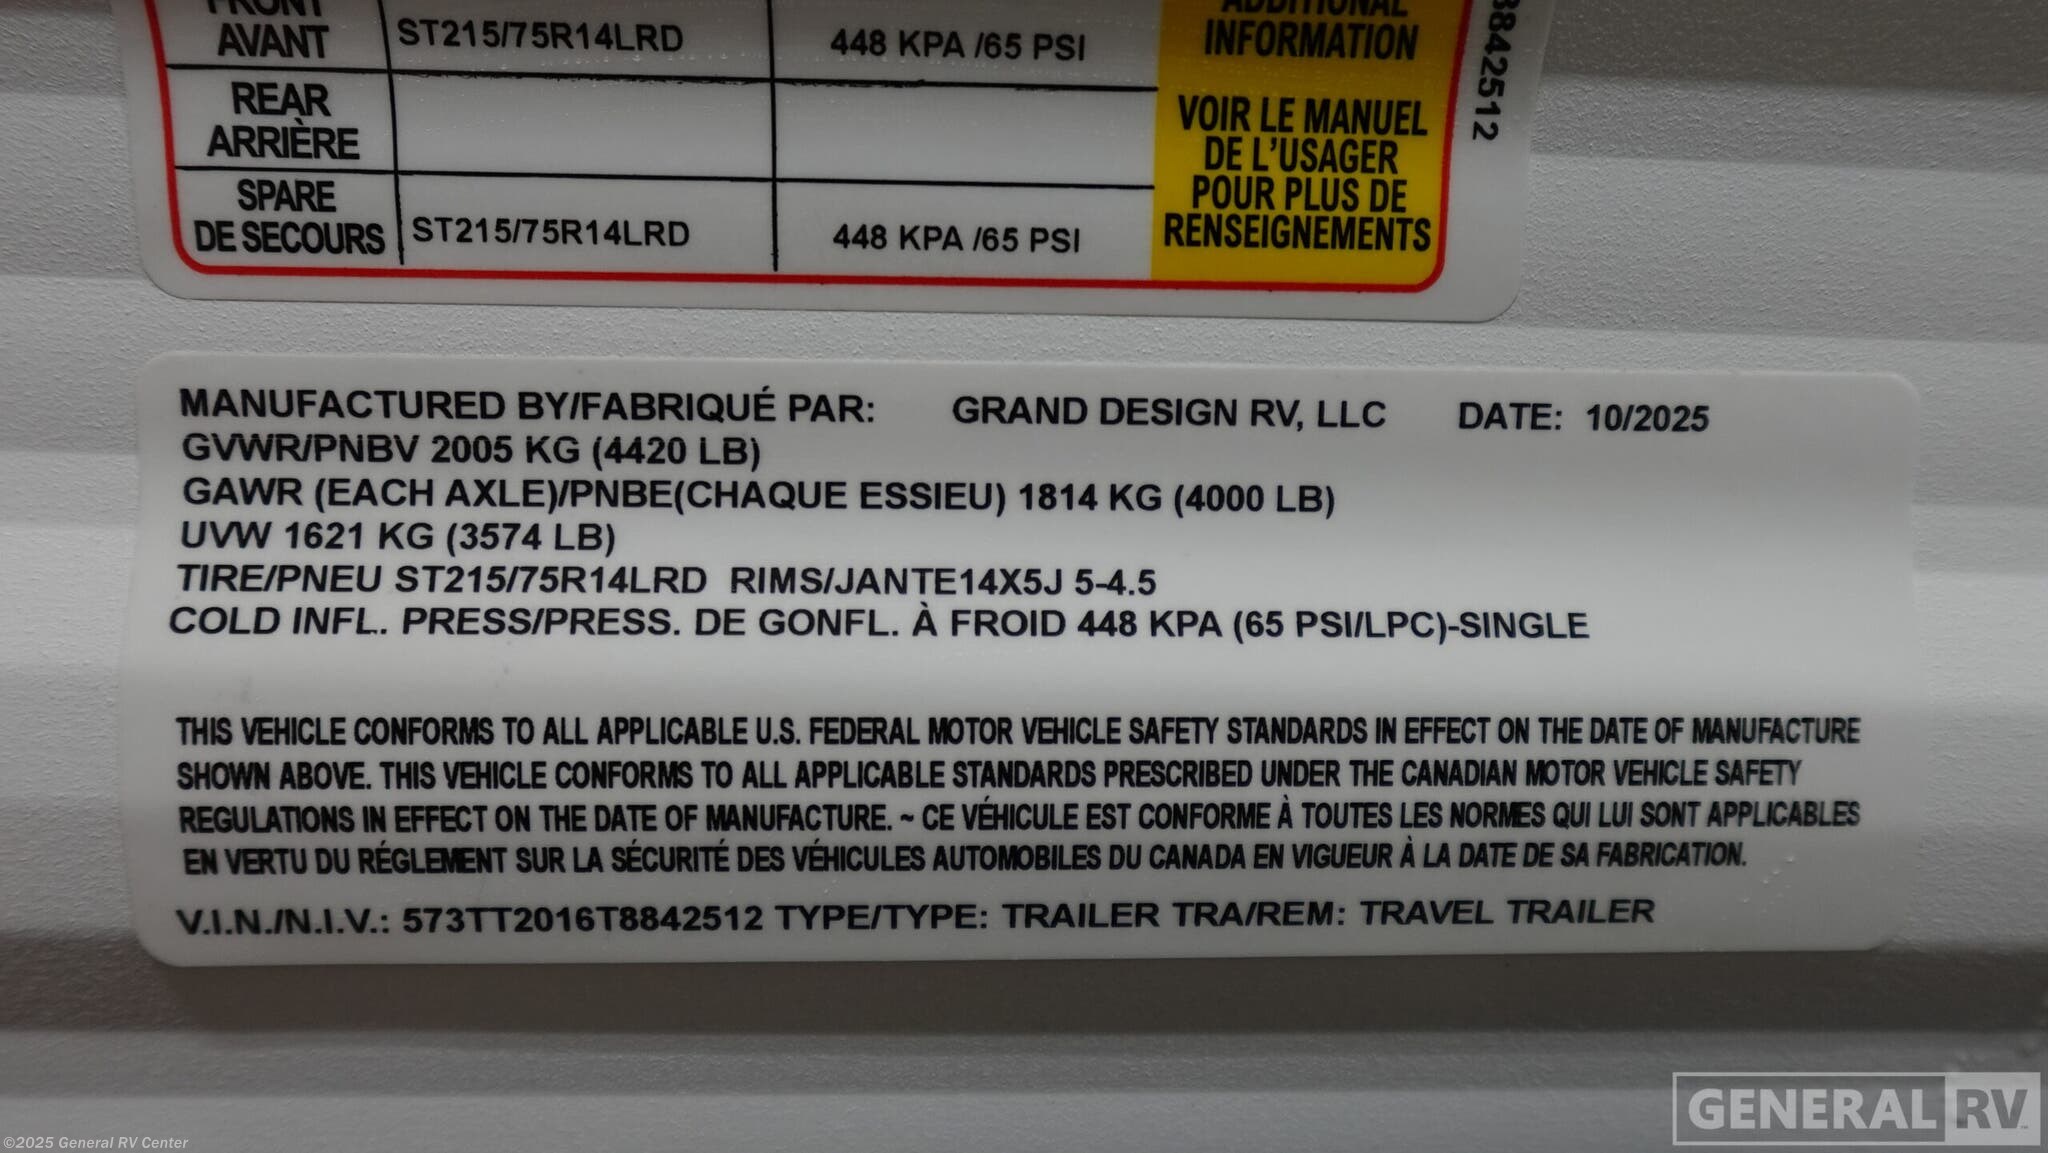 FRONT ST215/75R14LRD 448 KPA /65 PSI ADDITIONAL
AVANT INFORMATION
REAR
ARRIÈRE
SPARE
DE SECOURS ST215/75R14LRD 448 KPA /65 PSI
VOIR LE MANUEL
DE L'USAGER
POUR PLUS DE
RENSEIGNEMENTS
8842512
MANUFACTURED BY/FABRIQUÉ PAR: GRAND DESIGN RV, LLC DATE: 10/2025
GVWR/PNBV 2005 KG (4420 LB)
GAWR (EACH AXLE)/PNBE(CHAQUE ESSIEU) 1814 KG (4000 LB)
UVW 1621 KG (3574 LB)
TIRE/PNEU ST215/75R14LRD RIMS/JANTE14X5J 5-4.5
COLD INFL. PRESS/PRESS. DE GONFL. À FROID 448 KPA (65 PSI/LPC)-SINGLE
THIS VEHICLE CONFORMS TO ALL APPLICABLE U.S. FEDERAL MOTOR VEHICLE SAFETY STANDARDS IN EFFECT ON THE DATE OF MANUFACTURE
SHOWN ABOVE. THIS VEHICLE CONFORMS TO ALL APPLICABLE STANDARDS PRESCRIBED UNDER THE CANADIAN MOTOR VEHICLE SAFETY
REGULATIONS IN EFFECT ON THE DATE OF MANUFACTURE. ~ CE VÉHICULE EST CONFORME À TOUTES LES NORMES QUI LUI SONT APPLICABLES
EN VERTU DU RÉGLEMENT SUR LA SÉCURITÉ DES VÉHICULES AUTOMOBILES DU CANADA EN VIGUEUR À LA DATE DE SA FABRICATION.
V.I.N./N.I.V.: 573TT2016T8842512 TYPE/TYPE: TRAILER TRA/REM: TRAVEL TRAILER
©2025 General RV Center
GENERAL RV